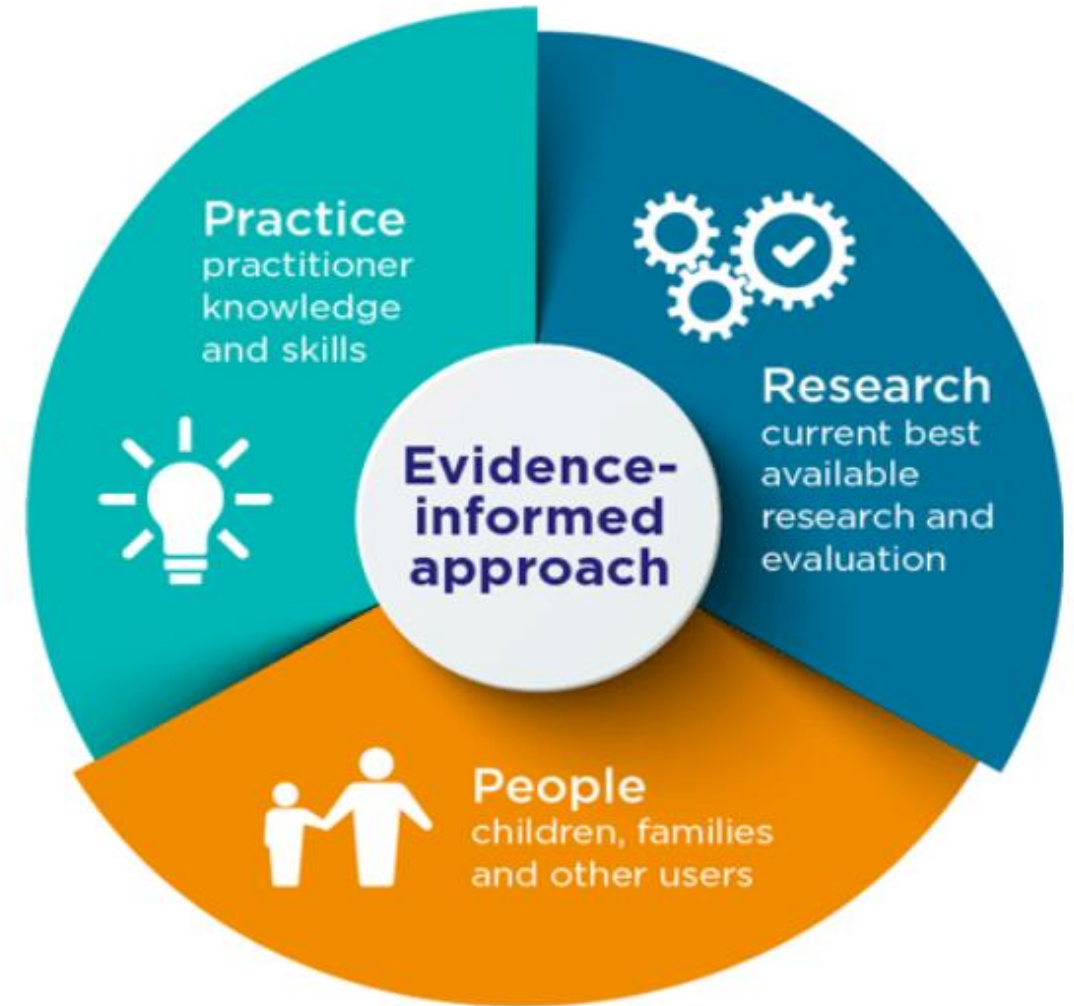 Practice
practitioner
knowledge
and skills
Research
current best
available
research and
evaluation
Evidence-
informed
approach
People
children, families
and other users